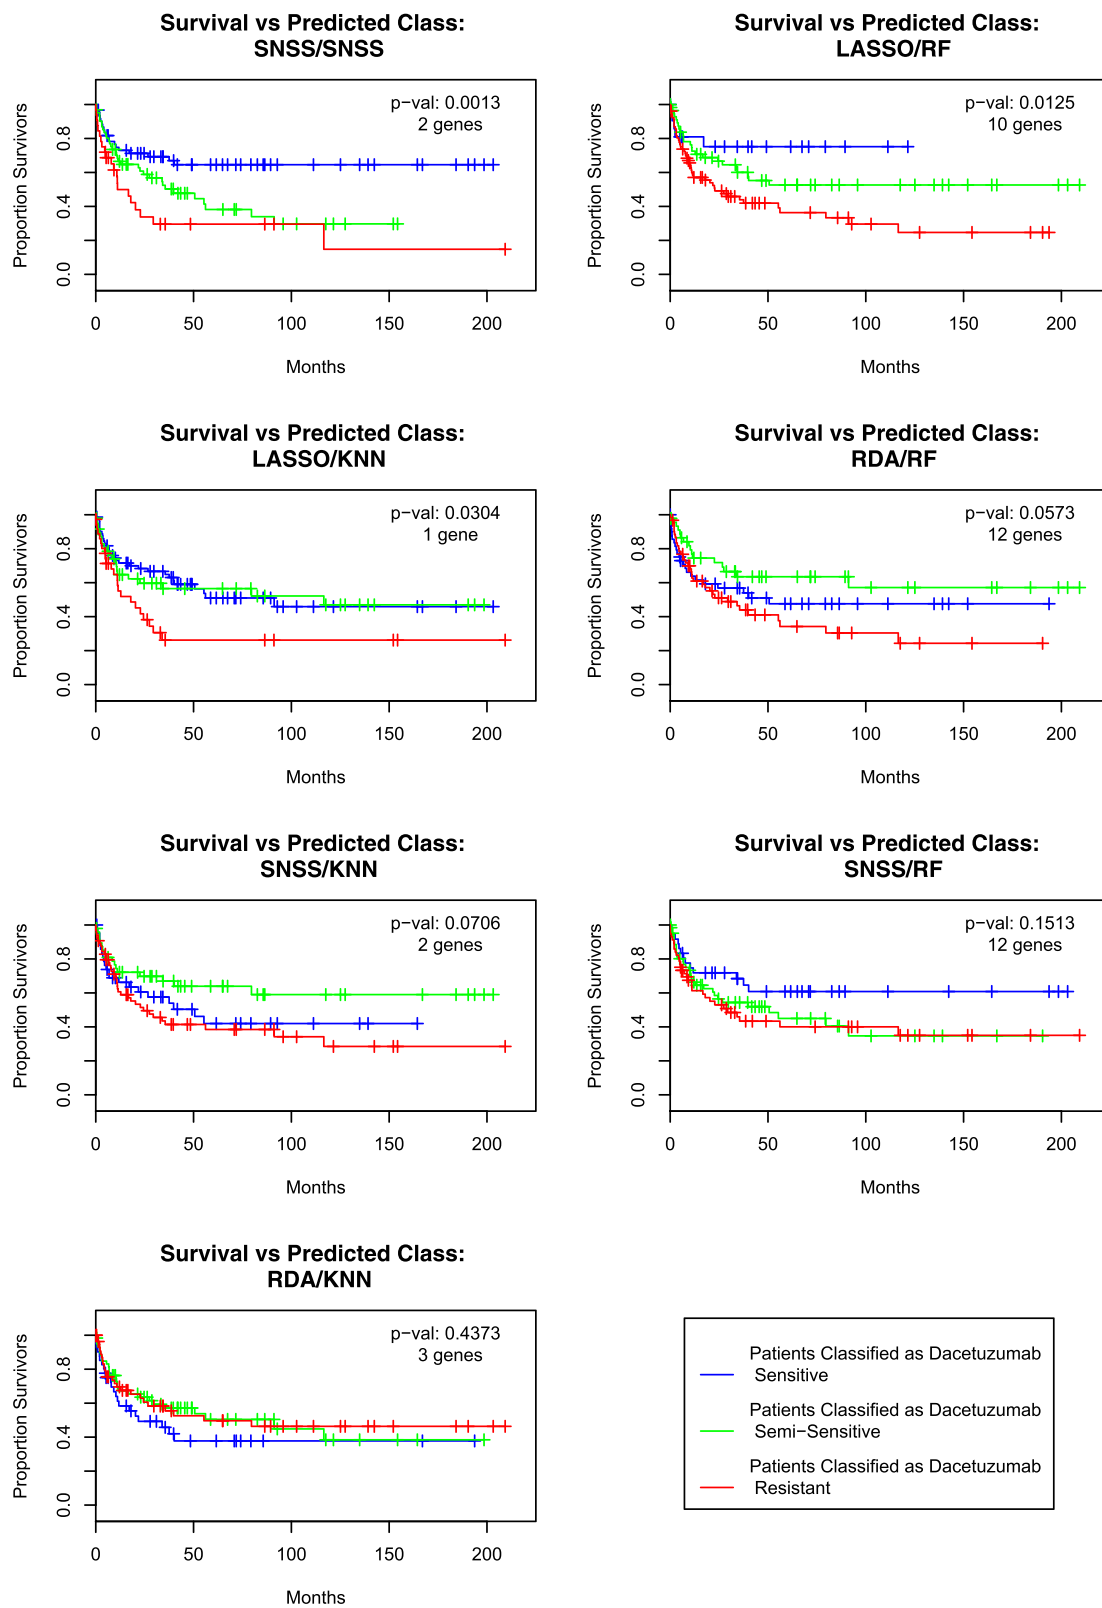 Survival vs Predicted Class:
SNSS/SNSS
p−val: 0.0013
2 genes
Proportion Survivors
0.0 0.4 0.8
0 50 100 150 200
Months
Survival vs Predicted Class:
LASSO/RF
p−val: 0.0125
10 genes
Proportion Survivors
0.0 0.4 0.8
0 50 100 150 200
Months
Survival vs Predicted Class:
LASSO/KNN
p−val: 0.0304
1 gene
Proportion Survivors
0.0 0.4 0.8
0 50 100 150 200
Months
Survival vs Predicted Class:
RDA/RF
p−val: 0.0573
12 genes
Proportion Survivors
0.0 0.4 0.8
0 50 100 150 200
Months
Survival vs Predicted Class:
SNSS/KNN
p−val: 0.0706
2 genes
Proportion Survivors
0.0 0.4 0.8
0 50 100 150 200
Months
Survival vs Predicted Class:
SNSS/RF
p−val: 0.1513
12 genes
Proportion Survivors
0.0 0.4 0.8
0 50 100 150 200
Months
Survival vs Predicted Class:
RDA/KNN
p−val: 0.4373
3 genes
Proportion Survivors
0.0 0.4 0.8
0 50 100 150 200
Months
Patients Classified as Dacetuzumab
Sensitive
Patients Classified as Dacetuzumab
Semi−Sensitive
Patients Classified as Dacetuzumab
Resistant